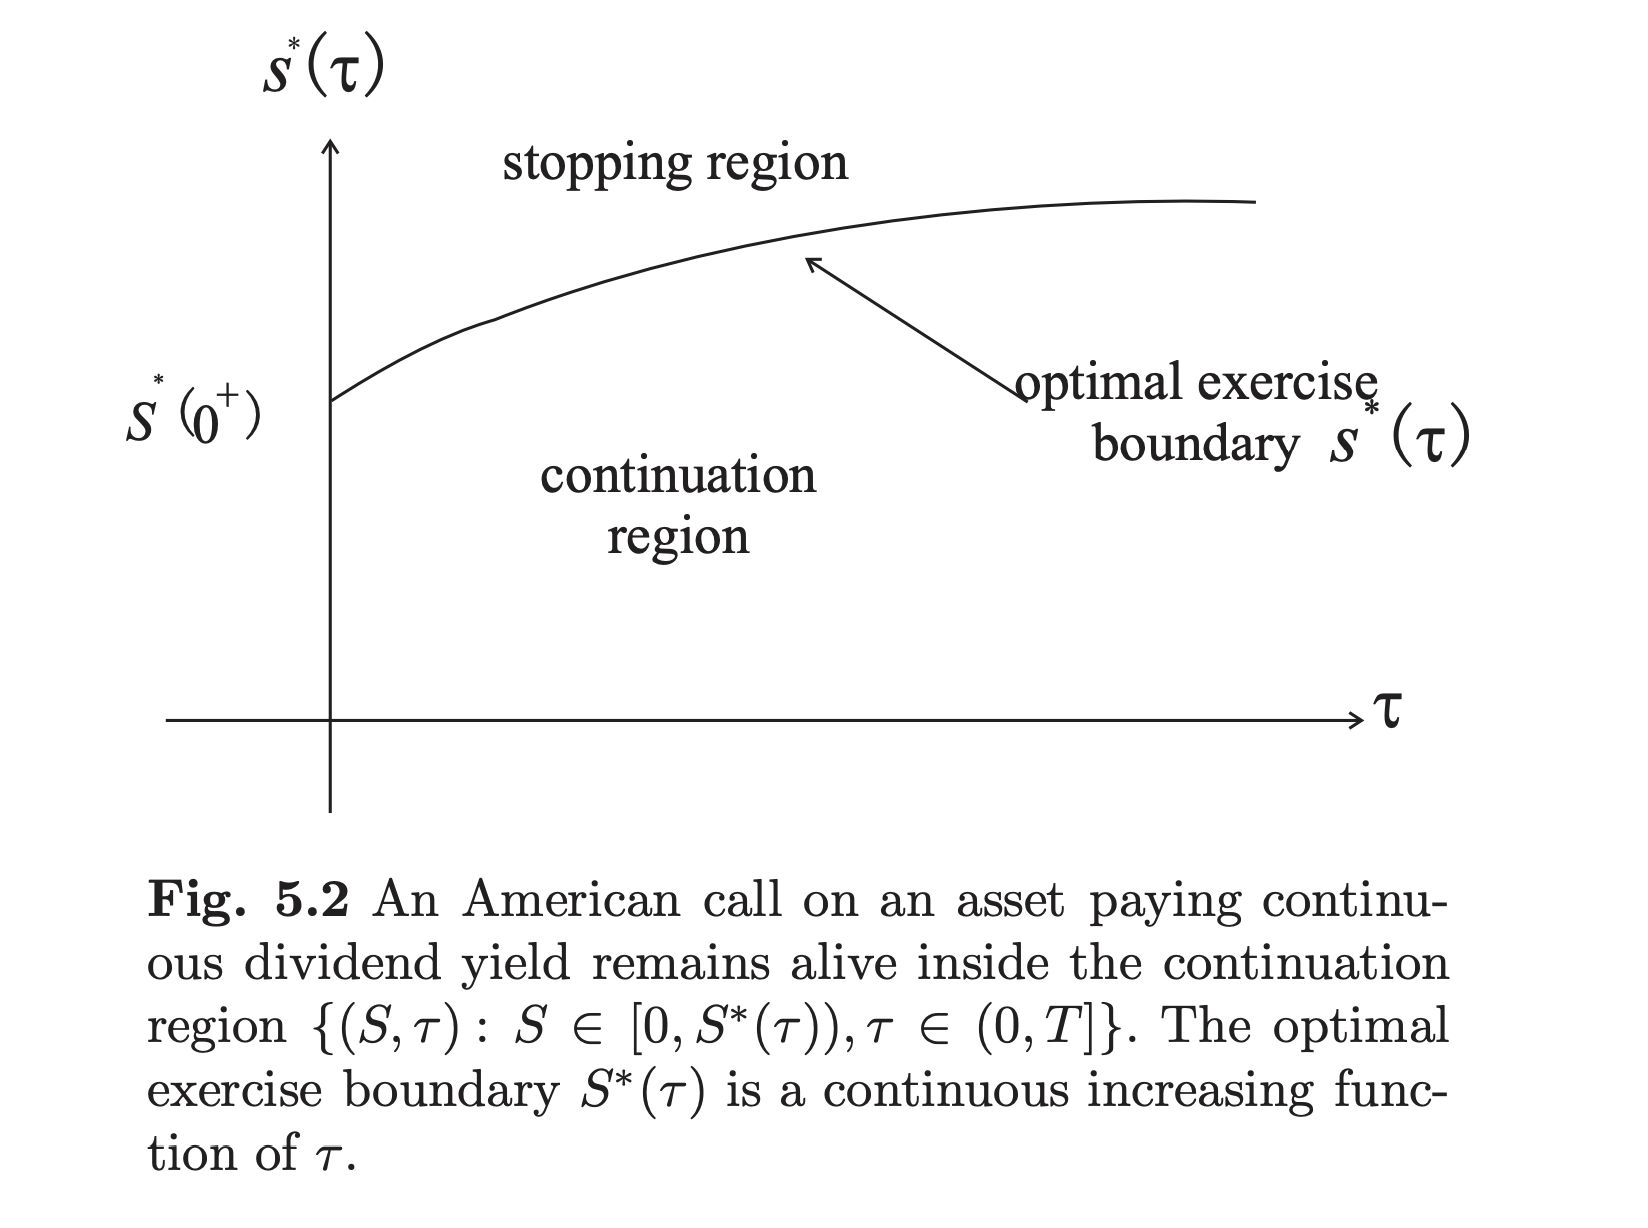 s*(τ)
stopping region
S*(0⁺)
optimal exercise
boundary s*(τ)
continuation
region
τ
Fig. 5.2 An American call on an asset paying continu-
ous dividend yield remains alive inside the continuation
region {(S, τ) : S ∈ [0, S*(τ)), τ ∈ (0, T]}. The optimal
exercise boundary S*(τ) is a continuous increasing func-
tion of τ.